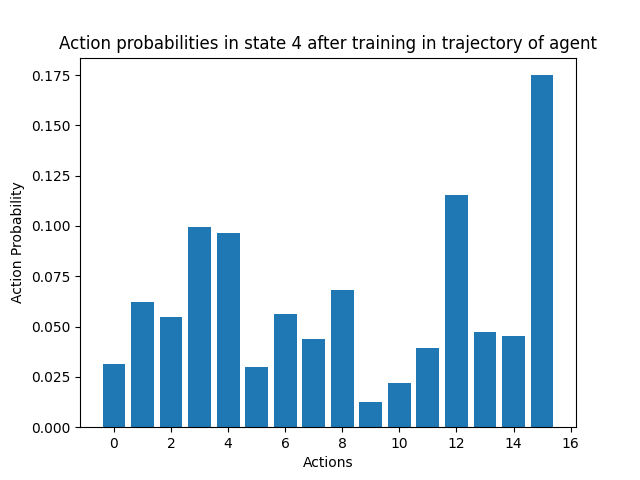 Action probabilities in state 4 after training in trajectory of agent
0.175
0.150
0.125
0.100
0.075
0.050
0.025
0.000
Action Probability
0 2 4 6 8 10 12 14 16
Actions